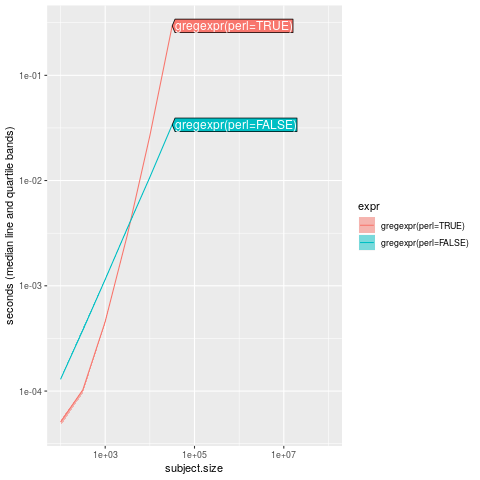 gregexpr(perl=TRUE)
gregexpr(perl=FALSE)
1e-01
1e-02
1e-03
1e-04
seconds (median line and quartile bands)
1e+03 1e+05 1e+07
subject.size
expr
gregexpr(perl=TRUE)
gregexpr(perl=FALSE)